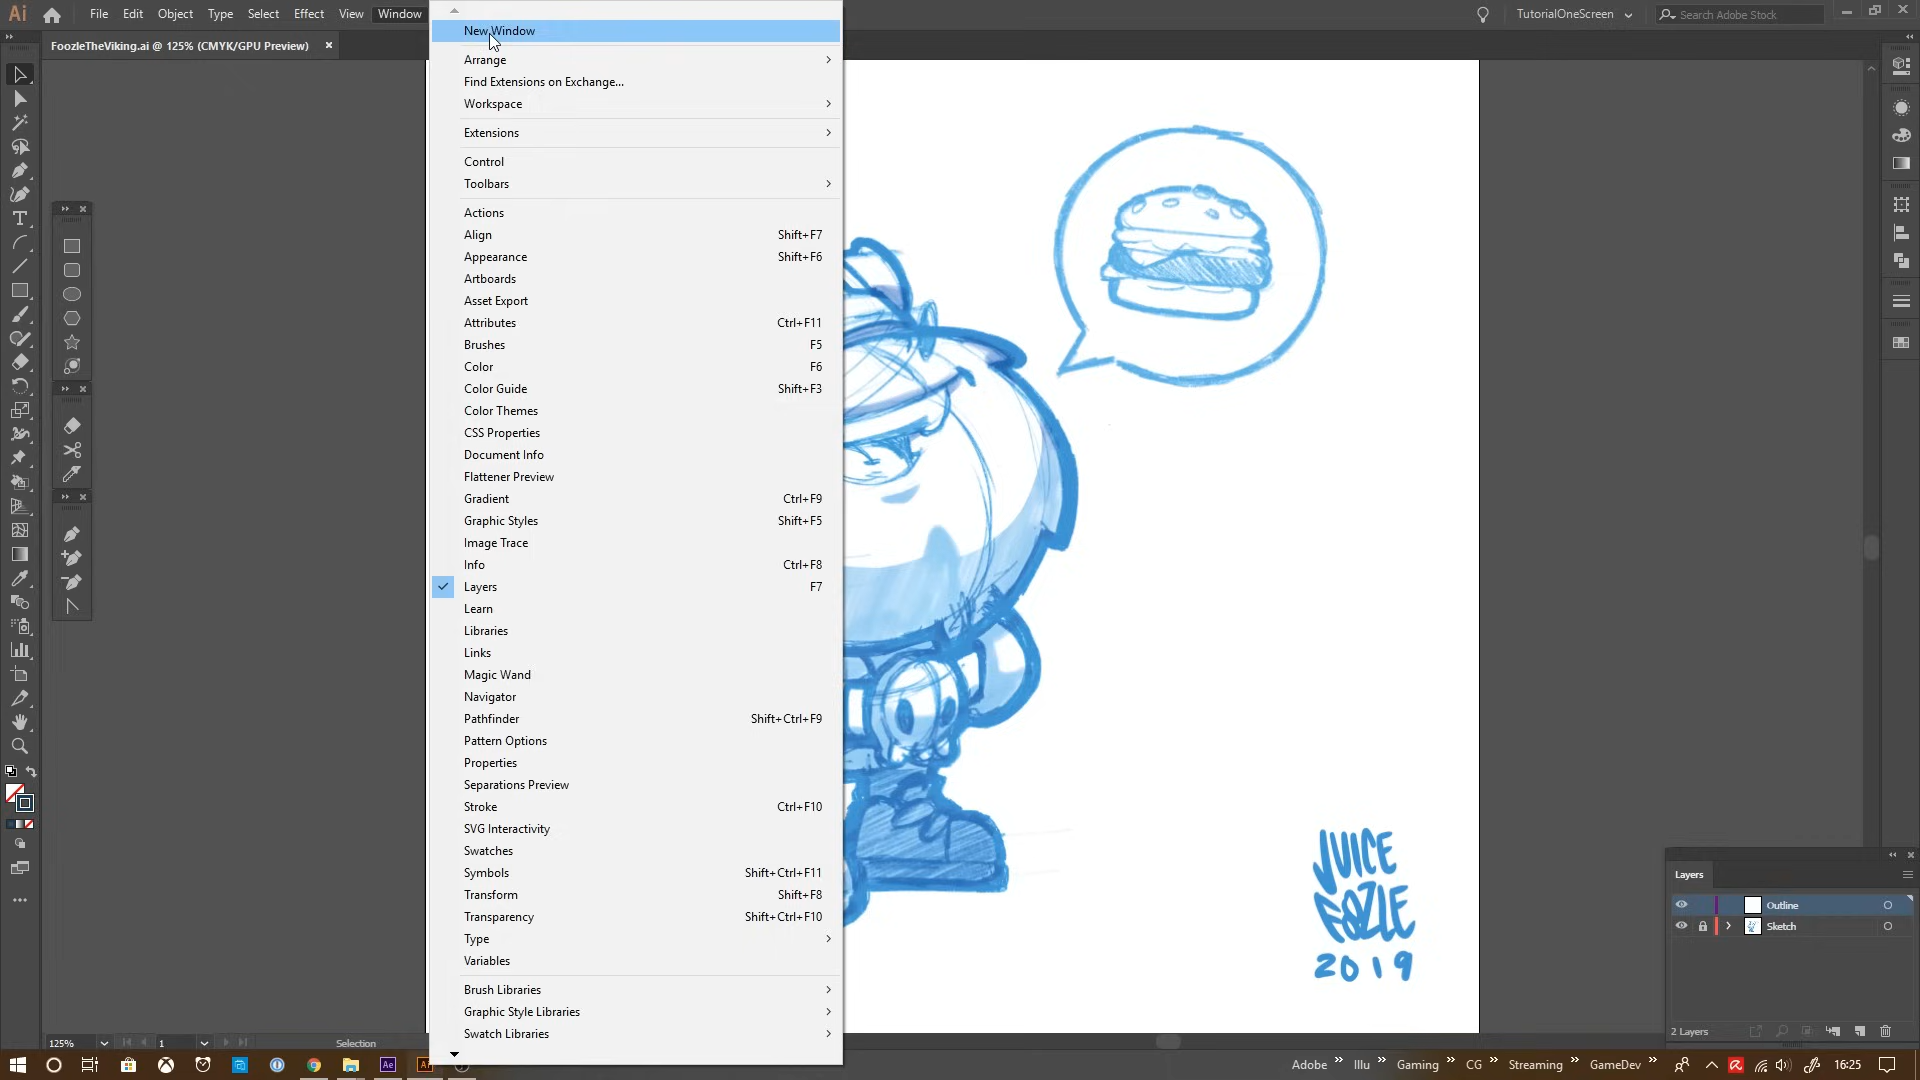 Ai File Edit Object Type Select Effect View Window TutorialOneScreen Search Adobe Stock
FoozleTheViking.ai @ 125% (CMYK/GPU Preview) ×
New Window
Arrange
Find Extensions on Exchange...
Workspace
Extensions
Control
Toolbars
Actions
Align Shift+F7
Appearance Shift+F6
Artboards
Asset Export
Attributes Ctrl+F11
Brushes F5
Color F6
Color Guide Shift+F3
Color Themes
CSS Properties
Document Info
Flattener Preview
Gradient Ctrl+F9
Graphic Styles Shift+F5
Image Trace
Info Ctrl+F8
Layers F7
Learn
Libraries
Links
Magic Wand
Navigator
Pathfinder Shift+Ctrl+F9
Pattern Options
Properties
Separations Preview
Stroke Ctrl+F10
SVG Interactivity
Swatches
Symbols Shift+Ctrl+F11
Transform Shift+F8
Transparency Shift+Ctrl+F10
Type
Variables
Brush Libraries
Graphic Style Libraries
Swatch Libraries
JUICE
FOZLE
2019
Layers
Outline
Sketch
2 Layers
125% 1 Selection
Ae Ai Adobe Illu Gaming CG Streaming GameDev 16:25